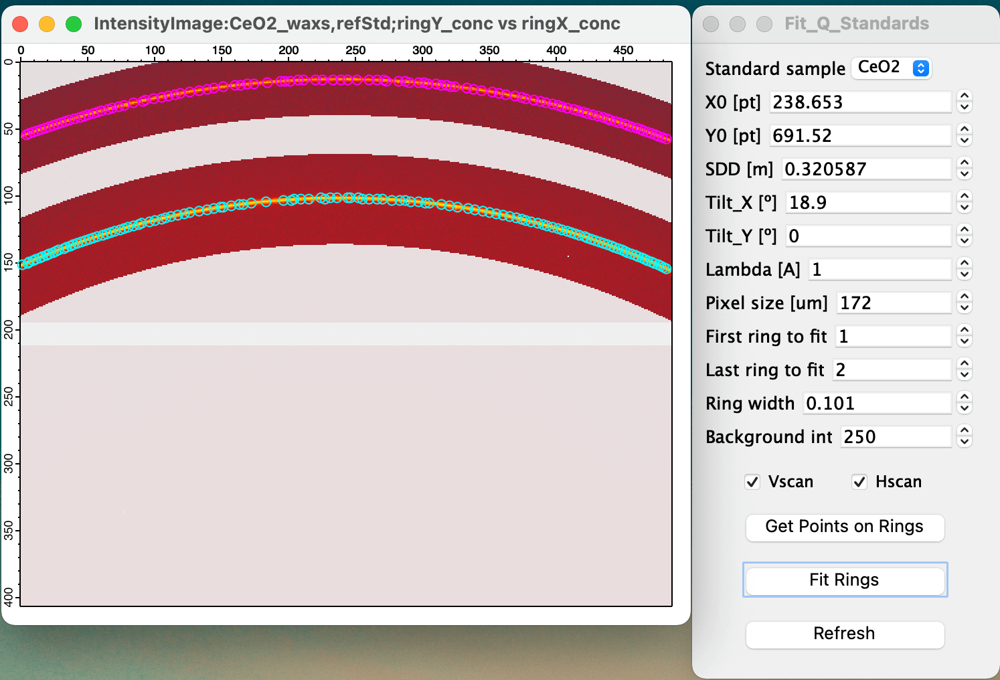 IntensityImage:CeO2_waxs,refStd;ringY_conc vs ringX_conc
0 50 100 150 200 250 300 350 400 450
0
50
100
150
200
250
300
350
400
Fit_Q_Standards
Standard sample CeO2
X0 [pt] 238.653
Y0 [pt] 691.52
SDD [m] 0.320587
Tilt_X [º] 18.9
Tilt_Y [º] 0
Lambda [A] 1
Pixel size [um] 172
First ring to fit 1
Last ring to fit 2
Ring width 0.101
Background int 250
Vscan Hscan
Get Points on Rings
Fit Rings
Refresh